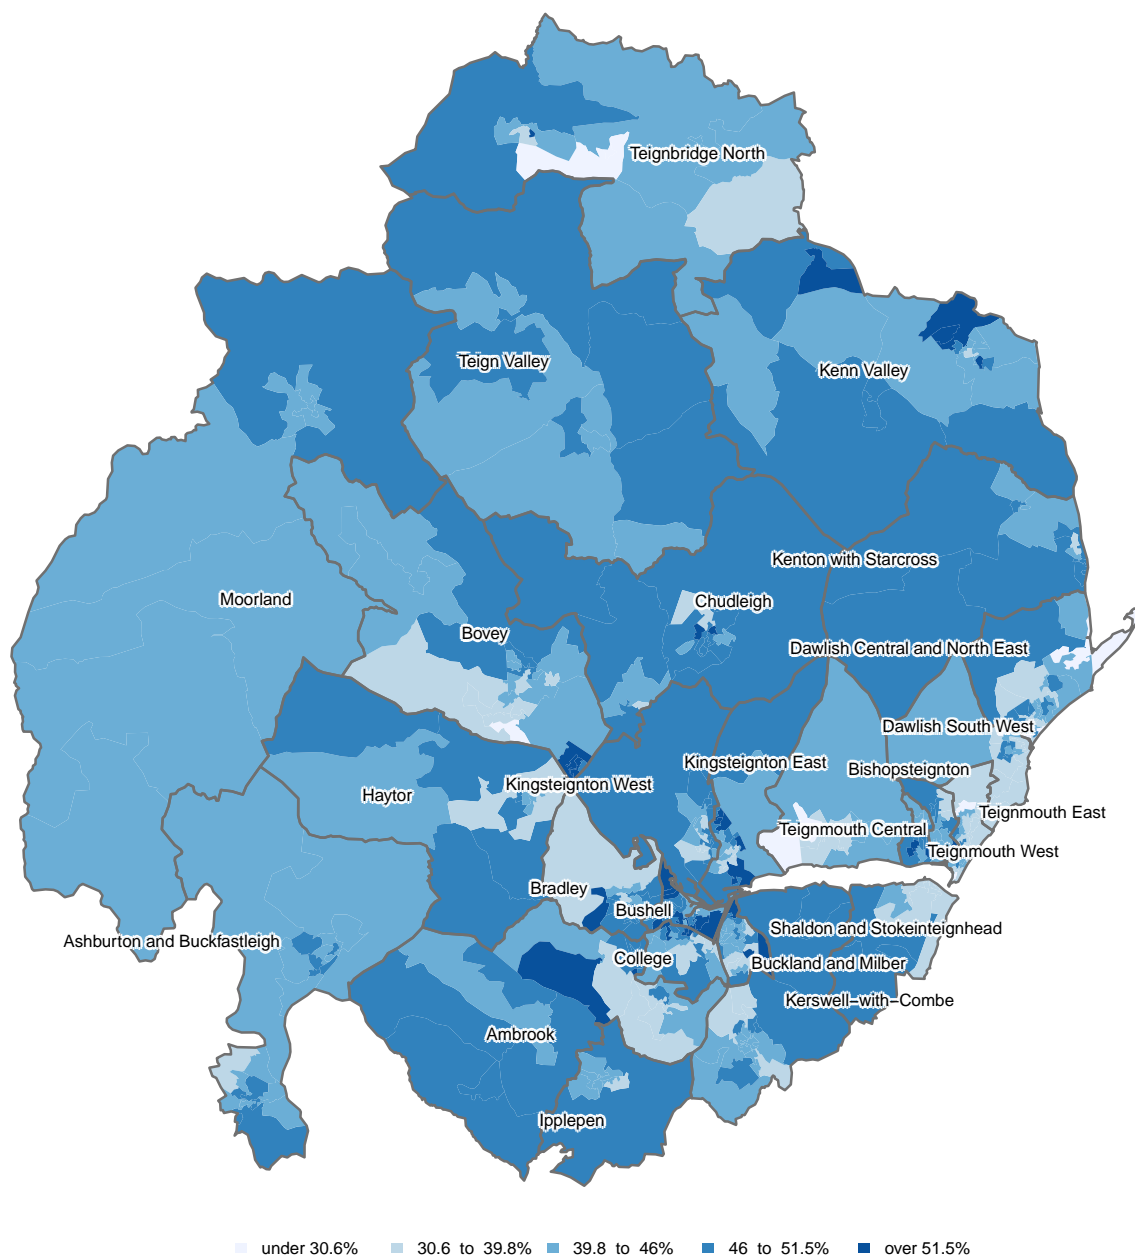 Teignbridge North
Teign Valley
Kenn Valley
Kenton with Starcross
Moorland
Chudleigh
Bovey
Dawlish Central and North East
Dawlish South West
Kingsteignton East
Bishopsteignton
Kingsteignton West
Haytor
Teignmouth East
Teignmouth Central
Teignmouth West
Bradley
Bushell
Shaldon and Stokeinteignhead
Ashburton and Buckfastleigh
College
Buckland and Milber
Kerswell−with−Combe
Ambrook
Ipplepen
under 30.6% 30.6 to 39.8% 39.8 to 46% 46 to 51.5% over 51.5%